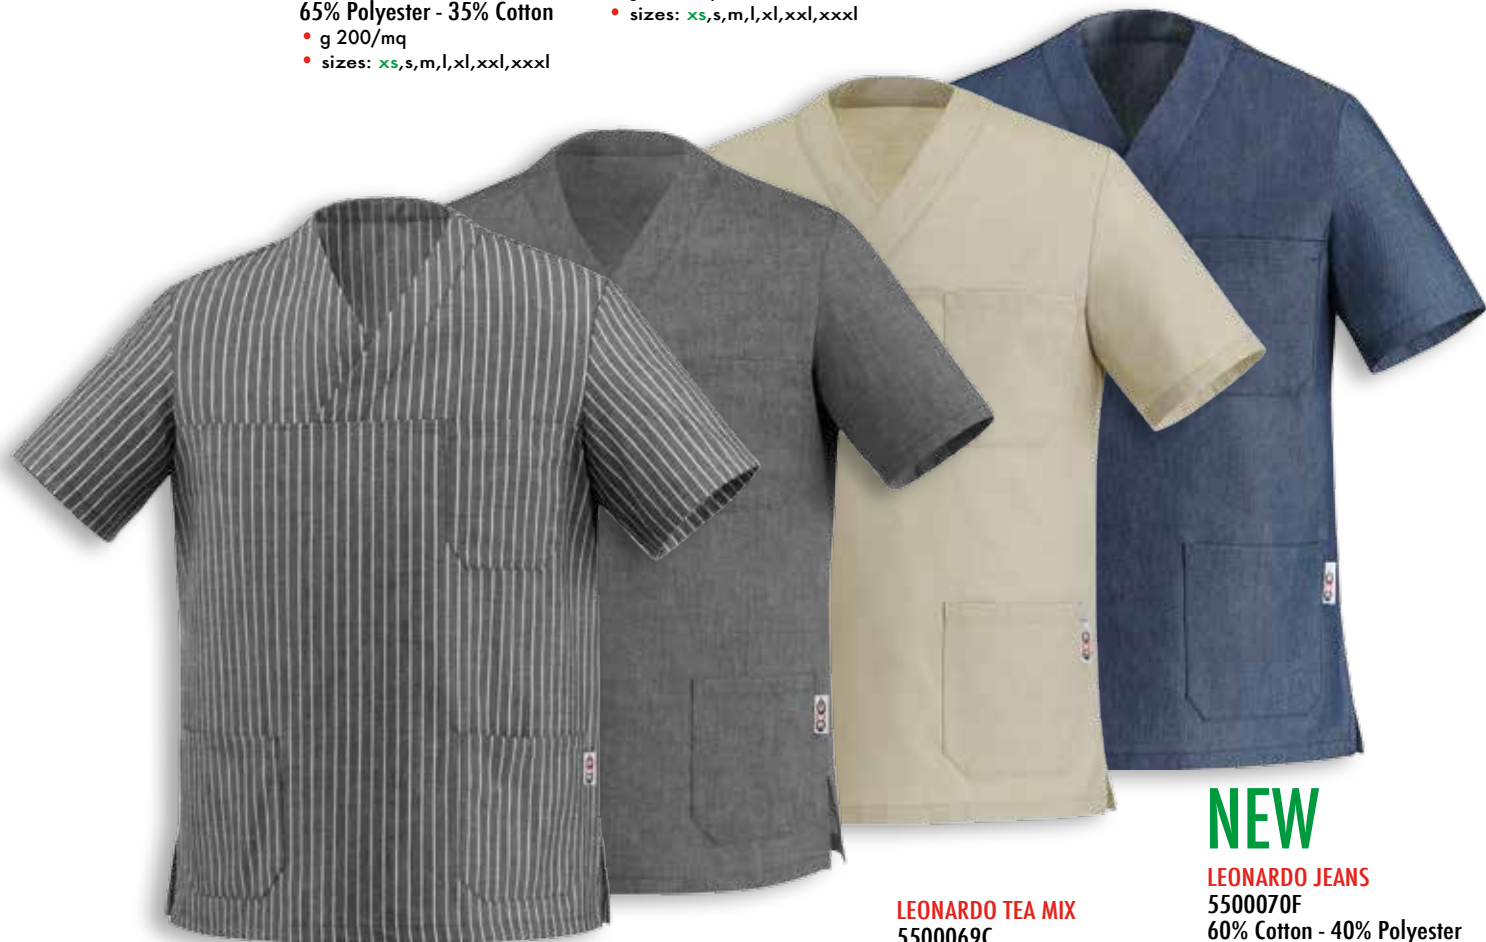 65% Polyester - 35% Cotton
• g 200/mq
• sizes: xs,s,m,l,xl,xxl,xxxl
• sizes: xs,s,m,l,xl,xxl,xxxl
NEW
LEONARDO JEANS
5500070F
60% Cotton - 40% Polyester
LEONARDO TEA MIX
5500069C